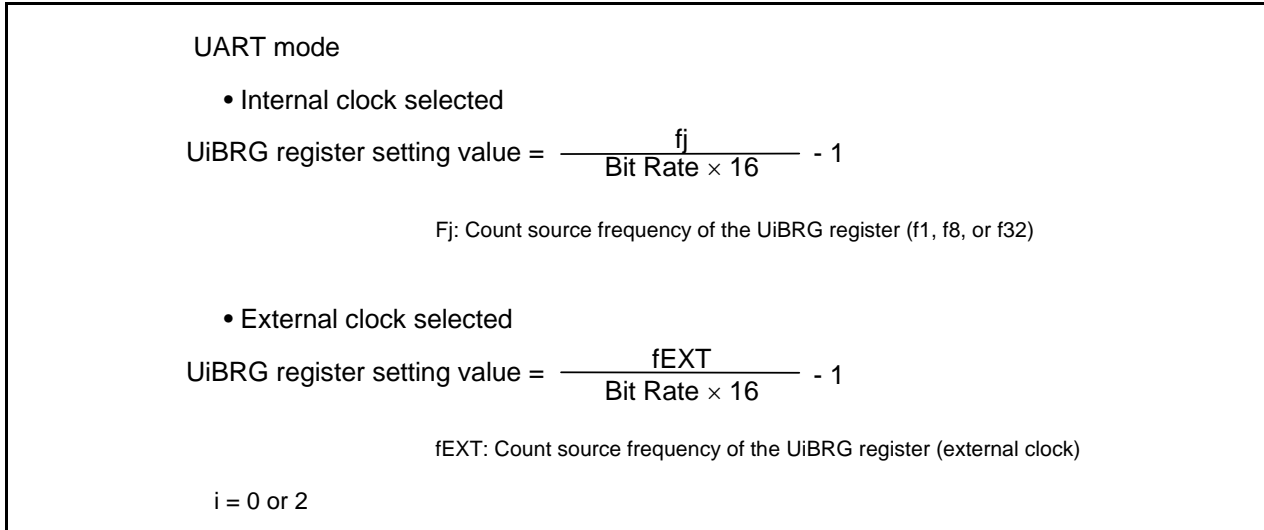 UART mode
• Internal clock selected
UiBRG register setting value = fj / Bit Rate × 16 - 1
Fj: Count source frequency of the UiBRG register (f1, f8, or f32)
• External clock selected
UiBRG register setting value = fEXT / Bit Rate × 16 - 1
fEXT: Count source frequency of the UiBRG register (external clock)
i = 0 or 2